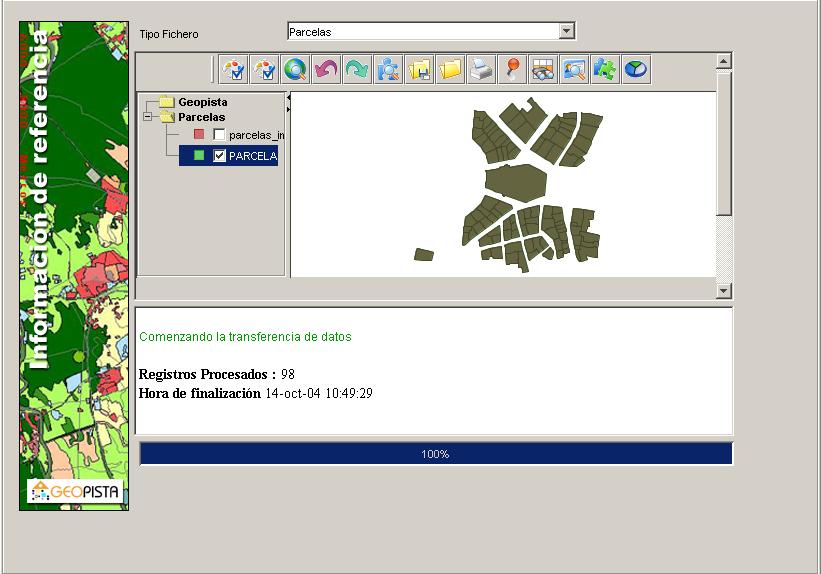 Información de referencia
GEOPISTA
Tipo Fichero
Parcelas
Geopista
Parcelas
parcelas_in
PARCELA
Comenzando la transferencia de datos
Registros Procesados : 98
Hora de finalización 14-oct-04 10:49:29
100%